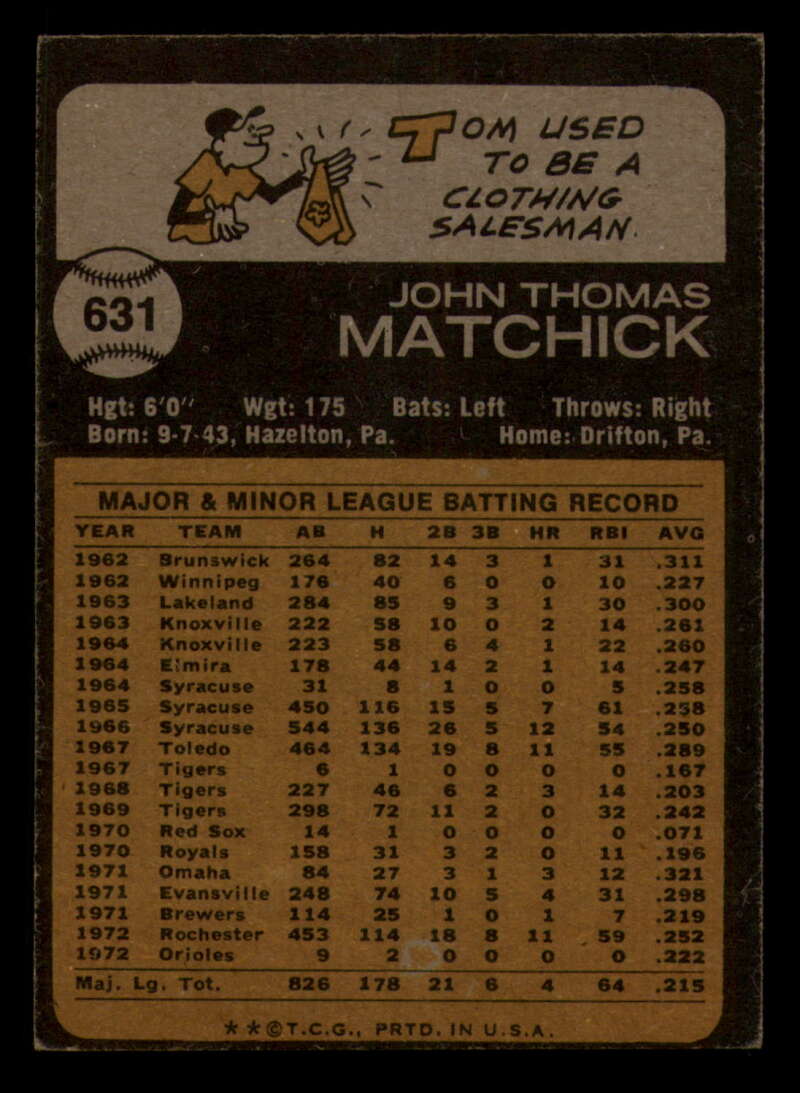 TOM USED
TO BE A
CLOTHING
SALESMAN.
631
JOHN THOMAS
MATCHICK
Hgt: 6'0" Wgt: 175 Bats: Left Throws: Right
Born: 9-7-43, Hazelton, Pa. Home: Drifton, Pa.
MAJOR & MINOR LEAGUE BATTING RECORD
YEAR TEAM AB H 2B 3B HR RBI AVG
1962 Brunswick 264 82 14 3 1 31 .311
1962 Winnipeg 176 40 6 0 0 10 .227
1963 Lakeland 284 85 9 3 1 30 .300
1963 Knoxville 222 58 10 0 2 14 .261
1964 Knoxville 223 58 6 4 1 22 .260
1964 Elmira 178 44 14 2 1 14 .247
1964 Syracuse 31 8 1 0 0 5 .258
1965 Syracuse 450 116 15 5 7 61 .258
1966 Syracuse 544 136 26 5 12 54 .250
1967 Toledo 464 134 19 8 11 55 .289
1967 Tigers 6 1 0 0 0 0 .167
1968 Tigers 227 46 6 2 3 14 .203
1969 Tigers 298 72 11 2 0 32 .242
1970 Red Sox 14 1 0 0 0 0 .071
1970 Royals 158 31 3 2 0 11 .196
1971 Omaha 84 27 3 1 3 12 .321
1971 Evansville 248 74 10 5 4 31 .298
1971 Brewers 114 25 1 0 1 7 .219
1972 Rochester 453 114 18 8 11 59 .252
1972 Orioles 9 2 0 0 0 0 .222
Maj. Lg. Tot. 826 178 21 6 4 64 .215
* * © T.C.G., PRTD. IN U.S.A.